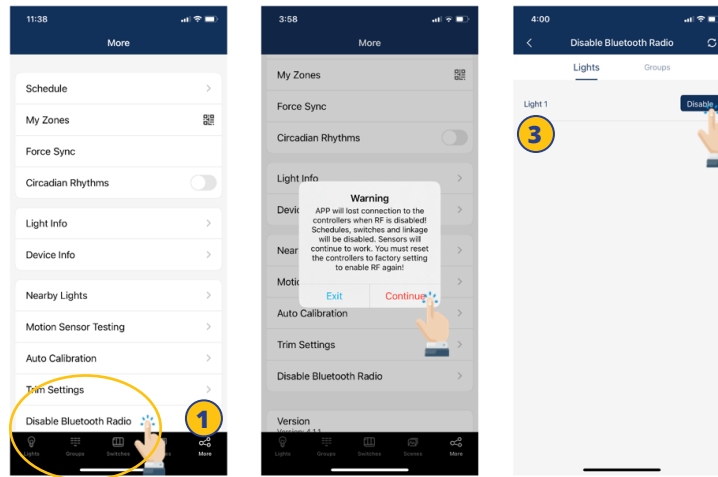 11:38
More
Schedule
My Zones
Force Sync
Circadian Rhythms
Light Info
Device Info
Nearby Lights
Motion Sensor Testing
Auto Calibration
Trim Settings
Disable Bluetooth Radio
1
Lights Groups Switches More
3:58
More
My Zones
Force Sync
Circadian Rhythms
Light Info
Warning
APP will lost connection to the
controllers when RF is disabled!
Schedules, switches and linkage
will be disabled. Sensors will
continue to work. You must reset
the controllers to factory setting
to enable RF again!
Exit Continue
Auto Calibration
Trim Settings
Disable Bluetooth Radio
Version
Version: 4.1.1
Lights Groups Switches Scenes More
4:00
Disable Bluetooth Radio
Lights Groups
Light 1
Disable
3